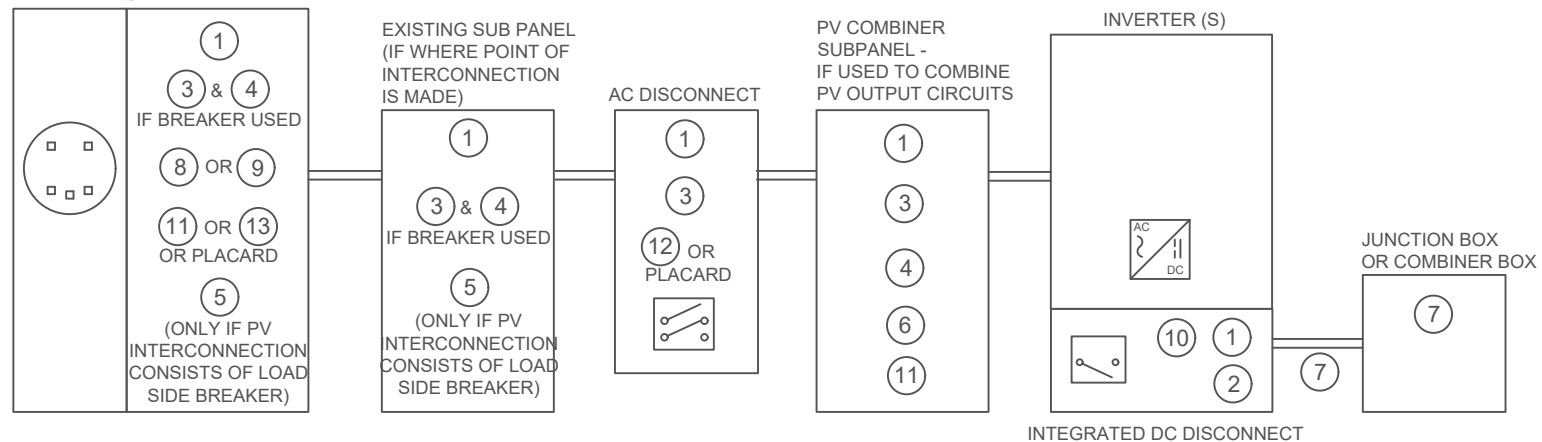 1
3 & 4
IF BREAKER USED
8 OR 9
11 OR 13
OR PLACARD
5
(ONLY IF PV
INTERCONNECTION
CONSISTS OF LOAD
SIDE BREAKER)
EXISTING SUB PANEL
(IF WHERE POINT OF
INTERCONNECTION
IS MADE)
1
3 & 4
IF BREAKER USED
5
(ONLY IF PV
INTERCONNECTION
CONSISTS OF LOAD
SIDE BREAKER)
AC DISCONNECT
1
3
12 OR
PLACARD
PV COMBINER
SUBPANEL -
IF USED TO COMBINE
PV OUTPUT CIRCUITS
1
3
4
6
11
INVERTER (S)
AC
DC
10 1
2
INTEGRATED DC DISCONNECT
7
JUNCTION BOX
OR COMBINER BOX
7